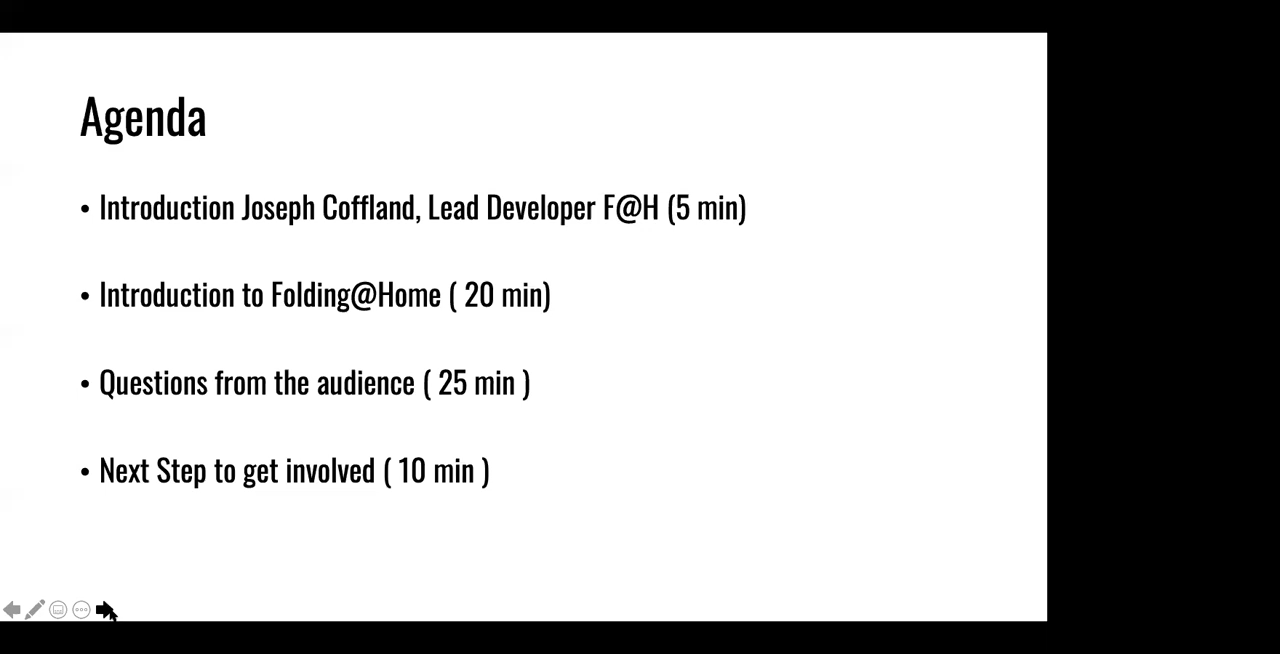 Agenda
• Introduction Joseph Coffland, Lead Developer F@H (5 min)
• Introduction to Folding@Home ( 20 min)
• Questions from the audience ( 25 min )
• Next Step to get involved ( 10 min )